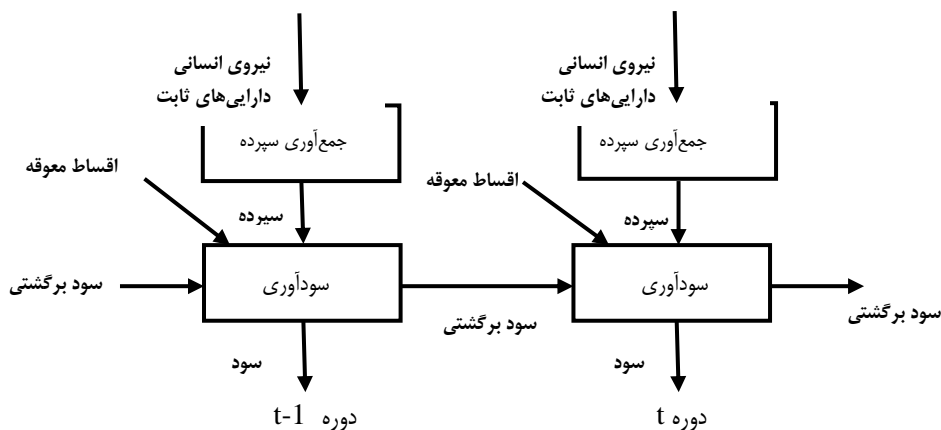 نیروی انسانی
دارایی‌های ثابت
نیروی انسانی
دارایی‌های ثابت
جمع‌آوری سپرده
جمع‌آوری سپرده
اقساط معوقه
اقساط معوقه
سپرده
سپرده
سود برگشتی
سودآوری
سود برگشتی
سودآوری
سود برگشتی
سود
سود
دوره t-1
دوره t